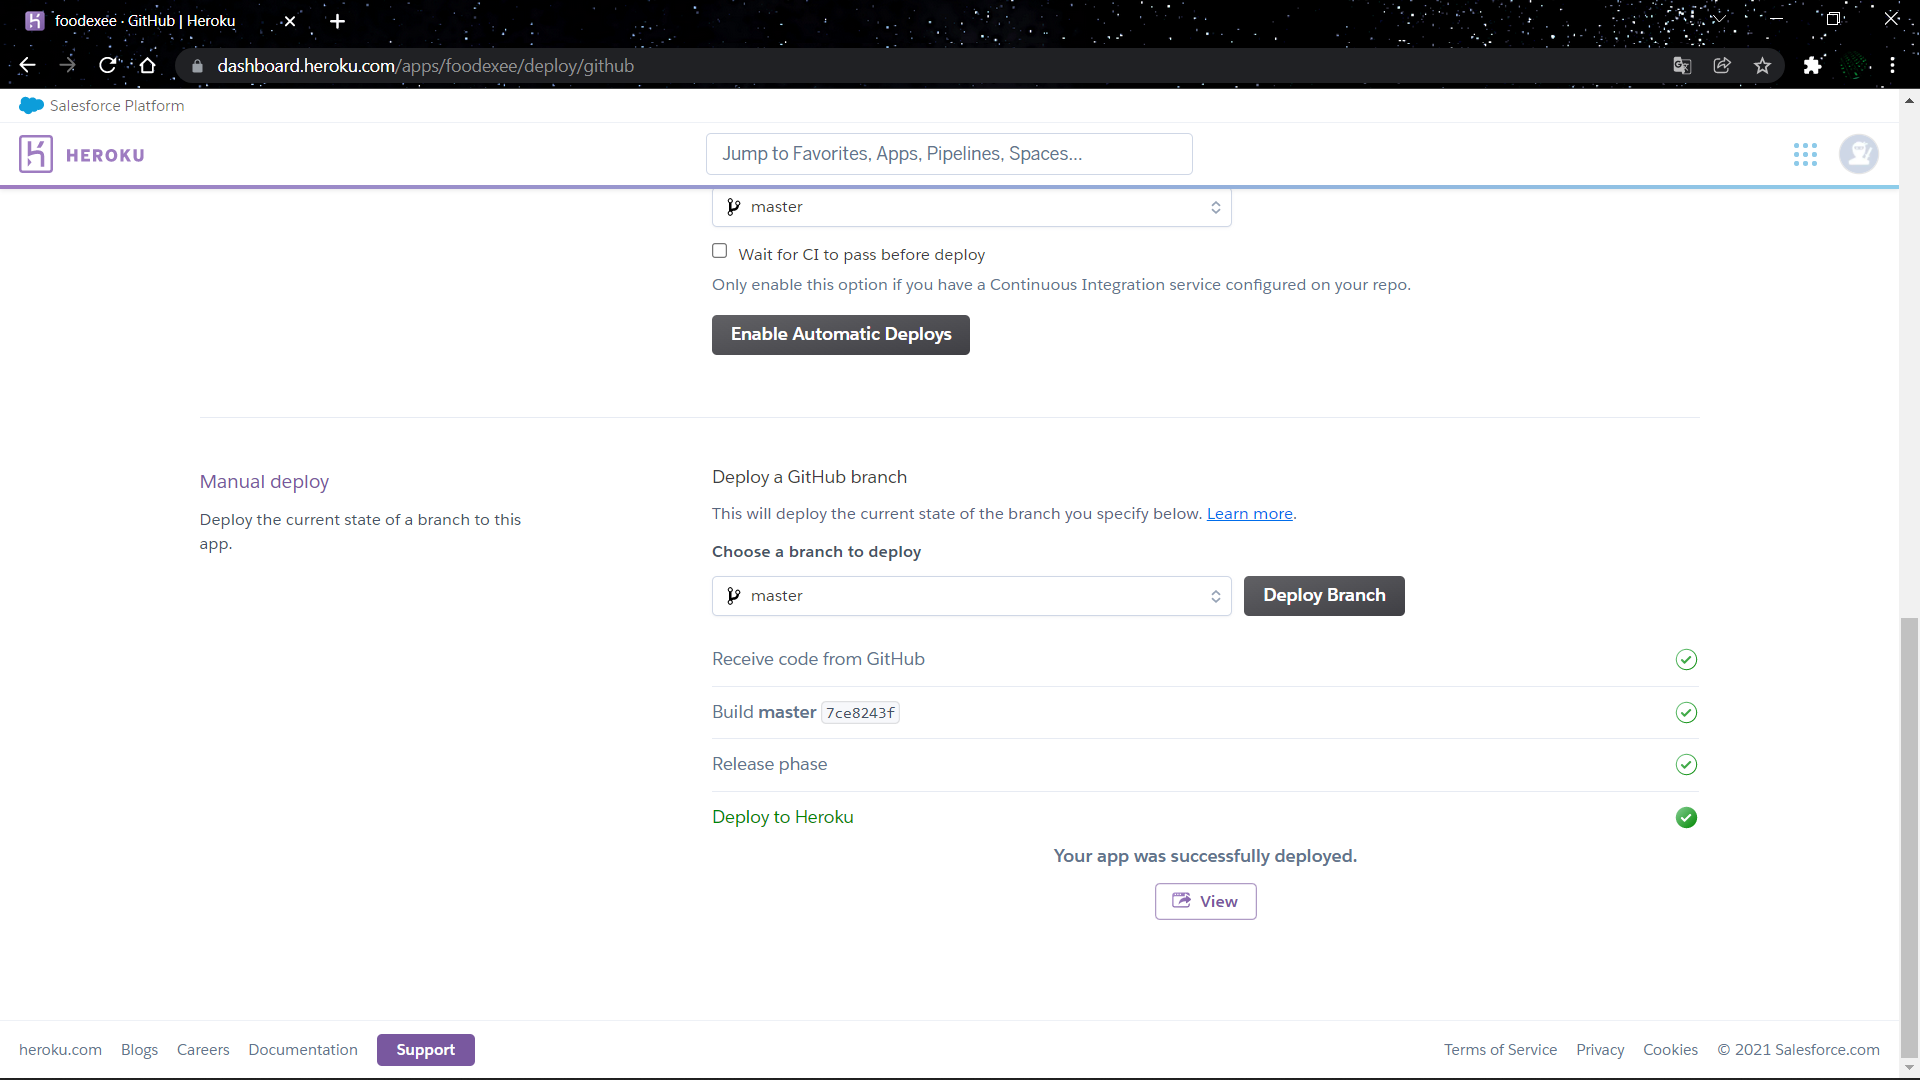 foodexee · GitHub | Heroku
dashboard.heroku.com/apps/foodexee/deploy/github
Salesforce Platform
HEROKU
Jump to Favorites, Apps, Pipelines, Spaces...
master
Wait for CI to pass before deploy
Only enable this option if you have a Continuous Integration service configured on your repo.
Enable Automatic Deploys
Manual deploy
Deploy the current state of a branch to this
app.
Deploy a GitHub branch
This will deploy the current state of the branch you specify below. Learn more.
Choose a branch to deploy
master
Deploy Branch
Receive code from GitHub
Build master 7ce8243f
Release phase
Deploy to Heroku
Your app was successfully deployed.
View
heroku.com Blogs Careers Documentation Support
Terms of Service Privacy Cookies © 2021 Salesforce.com